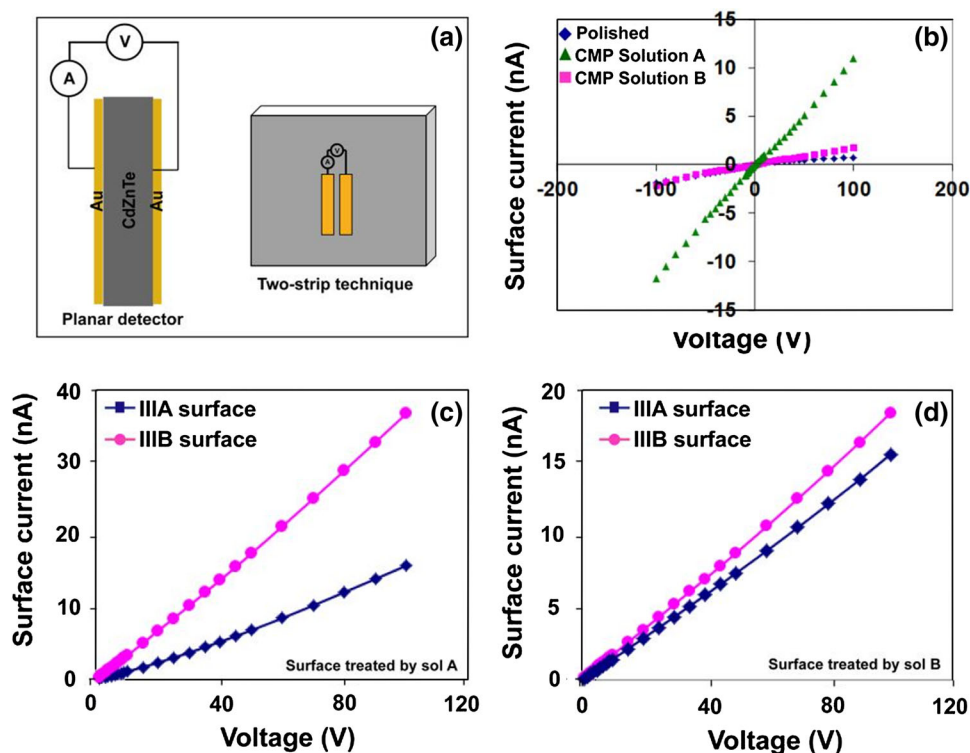 (a)
V
A
Au
CdZnTe
Au
V
A
Planar detector
Two-strip technique
(b)
Polished
CMP Solution A
CMP Solution B
Surface current (nA)
15
10
5
0
-5
-10
-15
-200
-100
0
100
200
Voltage (V)
(c)
IIIA surface
IIIB surface
Surface current (nA)
40
30
20
10
0
0
40
80
120
Surface treated by sol A
Voltage (V)
(d)
IIIA surface
IIIB surface
Surface current (nA)
20
15
10
5
0
0
40
80
120
Surface treated by sol B
Voltage (V)